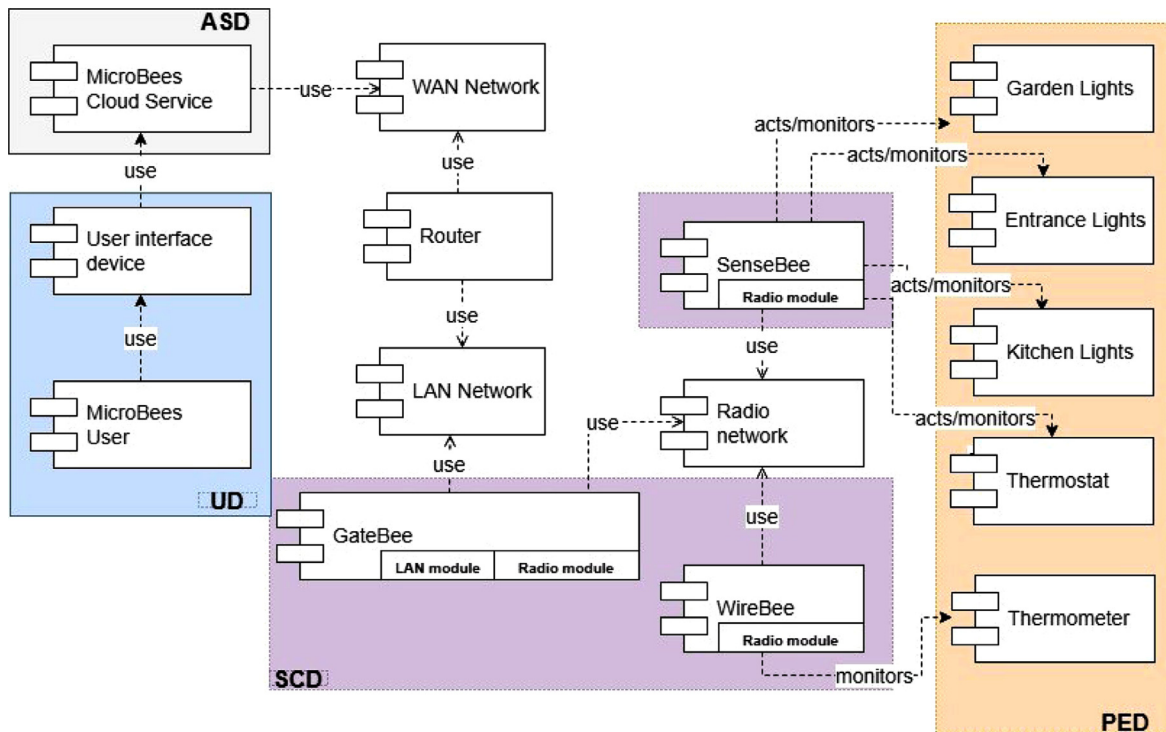 ASD
MicroBees
Cloud Service
use
WAN Network
use
use
User interface
device
use
MicroBees
User
UD
Router
use
LAN Network
use
use
GateBee
LAN module
Radio module
SCD
SenseBee
Radio module
use
Radio
network
use
WireBee
Radio module
monitors
acts/monitors
acts/monitors
acts/monitors
acts/monitors
Garden Lights
Entrance Lights
Kitchen Lights
Thermostat
Thermometer
PED